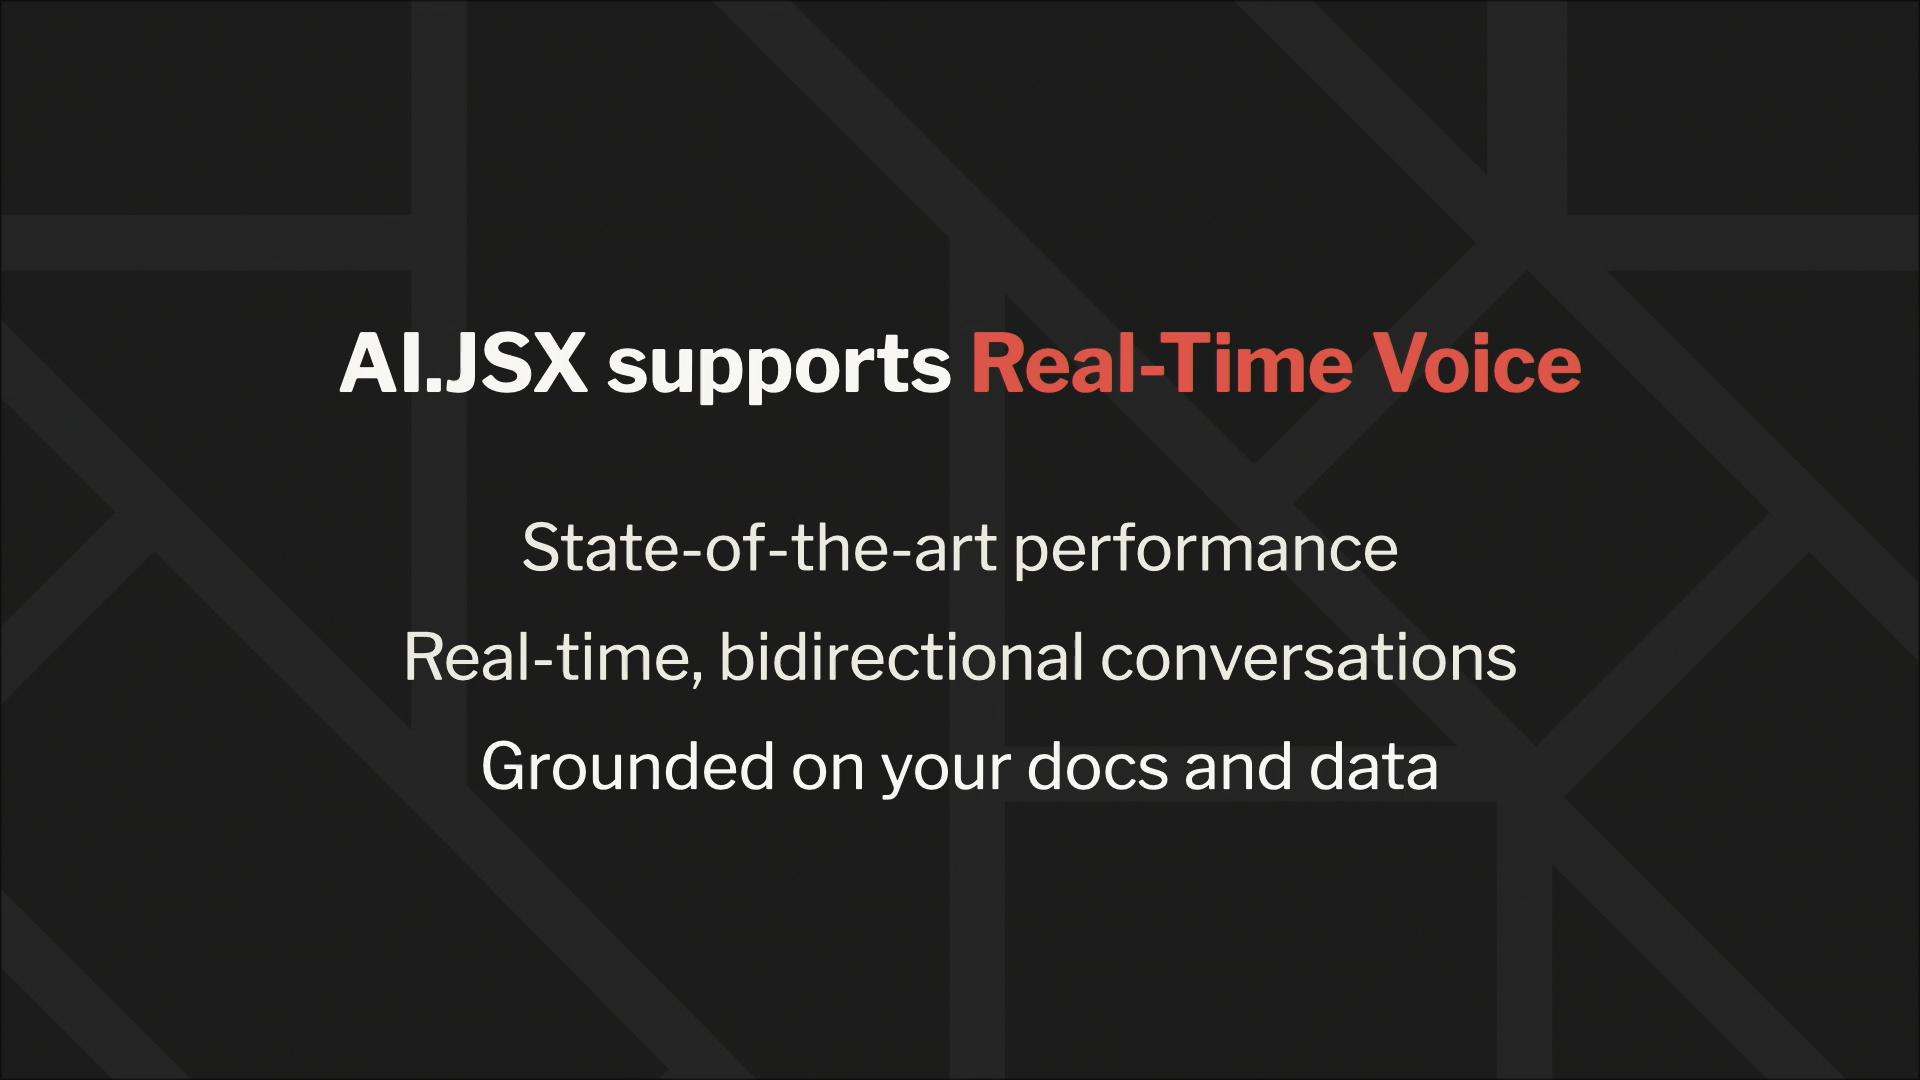 AI.JSX supports Real-Time Voice
State-of-the-art performance
Real-time, bidirectional conversations
Grounded on your docs and data